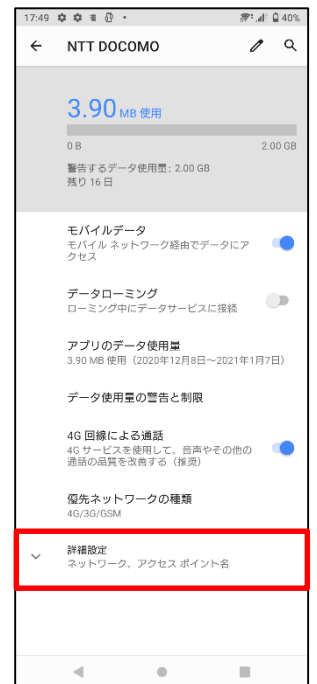 17:49
40%
NTT DOCOMO
3.90 MB 使用
0 B 2.00 GB
警告するデータ使用量: 2.00 GB
残り 16 日
モバイルデータ
モバイル ネットワーク経由でデータにア
クセス
データローミング
ローミング中にデータサービスに接続
アプリのデータ使用量
3.90 MB 使用（2020年12月8日～2021年1月7日）
データ使用量の警告と制限
4G 回線による通話
4G サービスを使用して、音声やその他の
通話の品質を改善する（推奨）
優先ネットワークの種類
4G/3G/GSM
詳細設定
ネットワーク、アクセス ポイント名